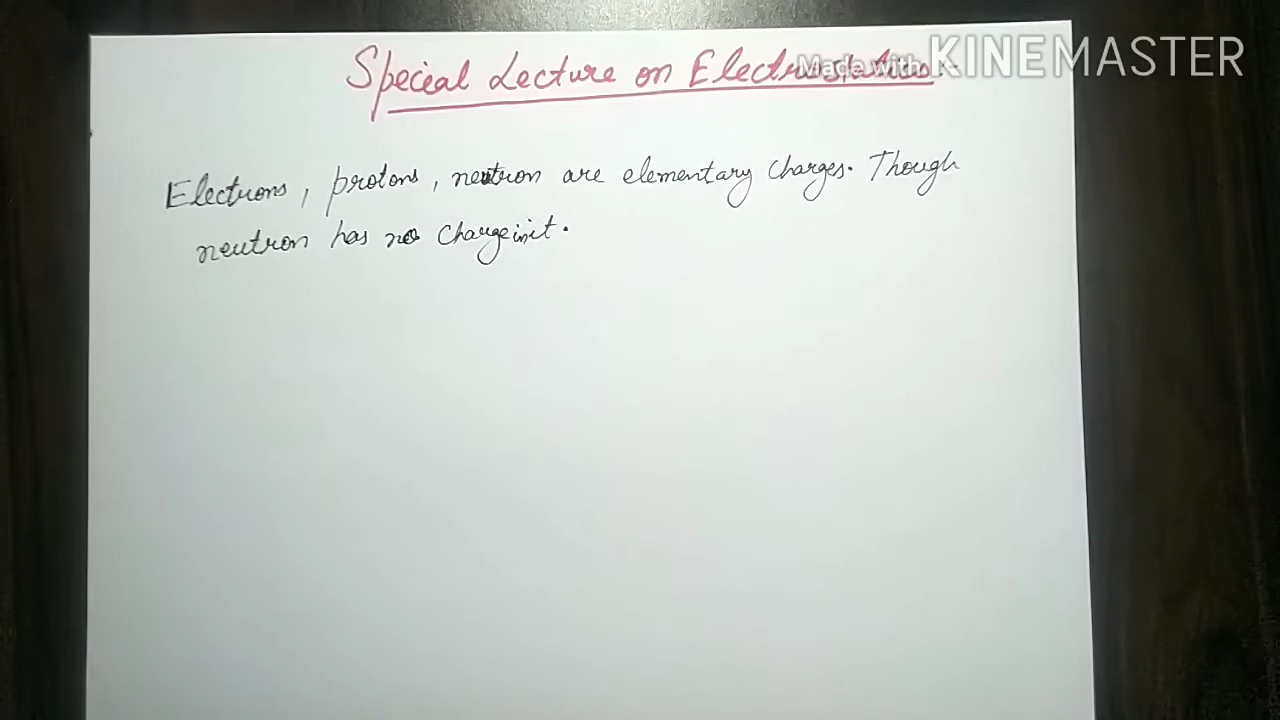 Special Lecture on Electrostatics:-
Made with KINEMASTER
Electrons, protons, neutron are elementary charges. Though
neutron has no charge in it.